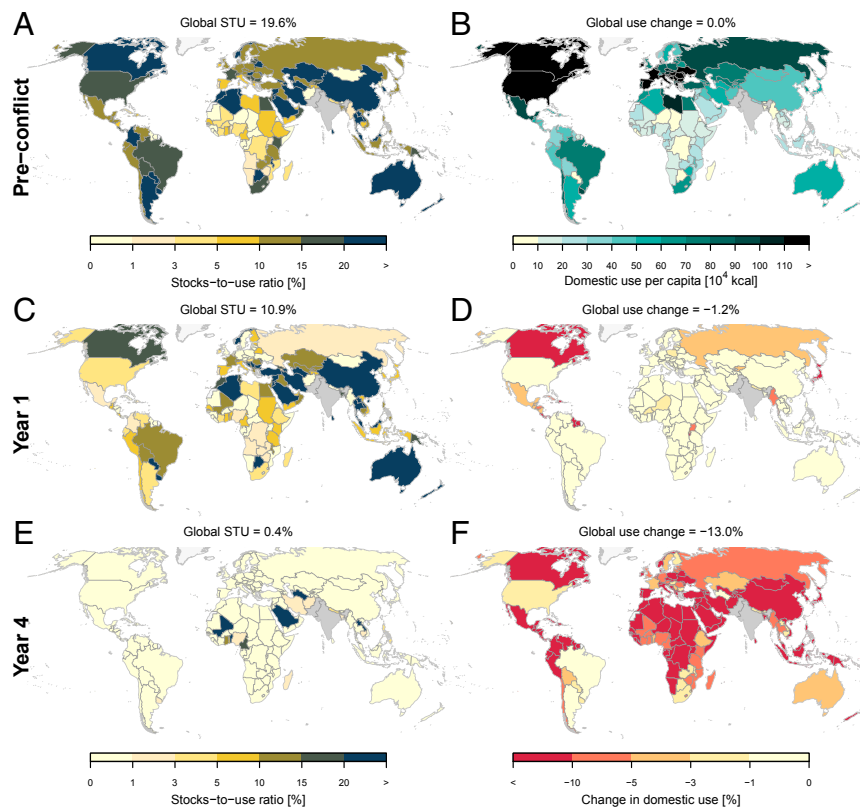 A
Global STU = 19.6%
B
Global use change = 0.0%
Pre−conflict
0 1 3 5 10 15 20 >
Stocks−to−use ratio [%]
0 10 20 30 40 50 60 70 80 90 100 110 >
Domestic use per capita [10⁴ kcal]
C
Global STU = 10.9%
D
Global use change = −1.2%
Year 1
E
Global STU = 0.4%
F
Global use change = −13.0%
Year 4
0 1 3 5 10 15 20 >
Stocks−to−use ratio [%]
< −10 −5 −3 −1 0
Change in domestic use [%]